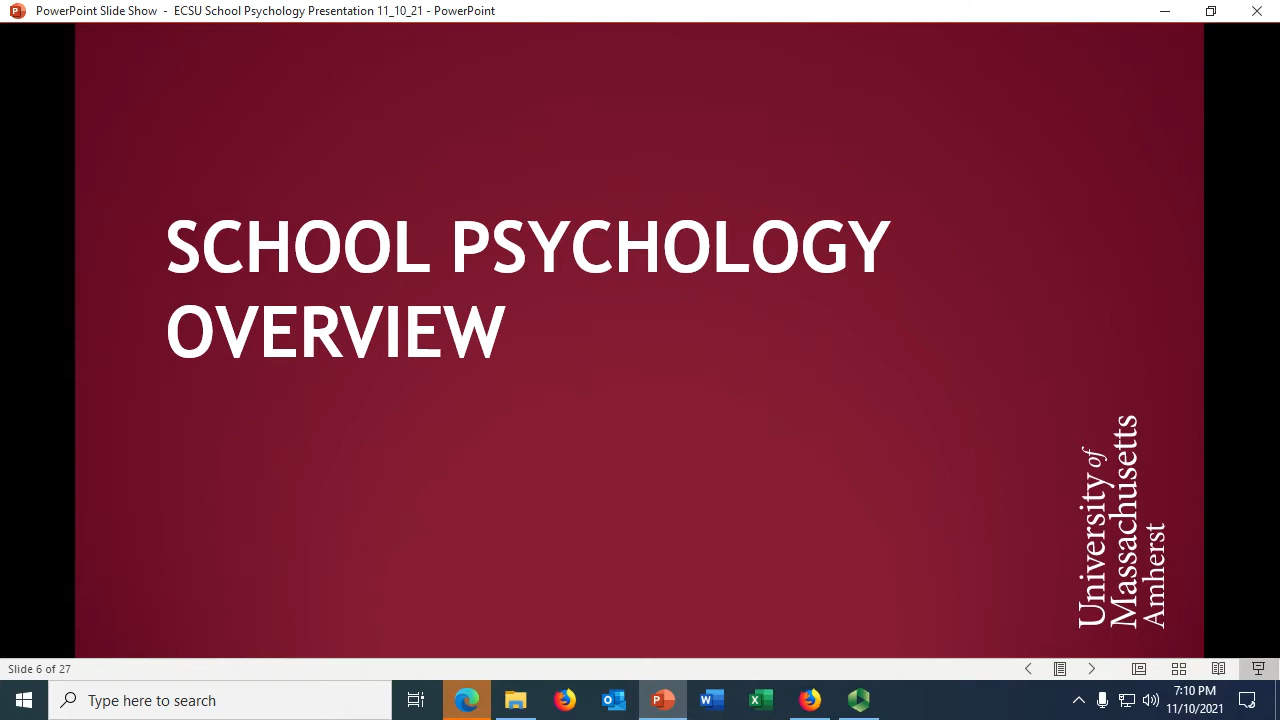 PowerPoint Slide Show - ECSU School Psychology Presentation 11_10_21 - PowerPoint
SCHOOL PSYCHOLOGY
OVERVIEW
University of
Massachusetts
Amherst
Slide 6 of 27
Type here to search
7:10 PM
11/10/2021